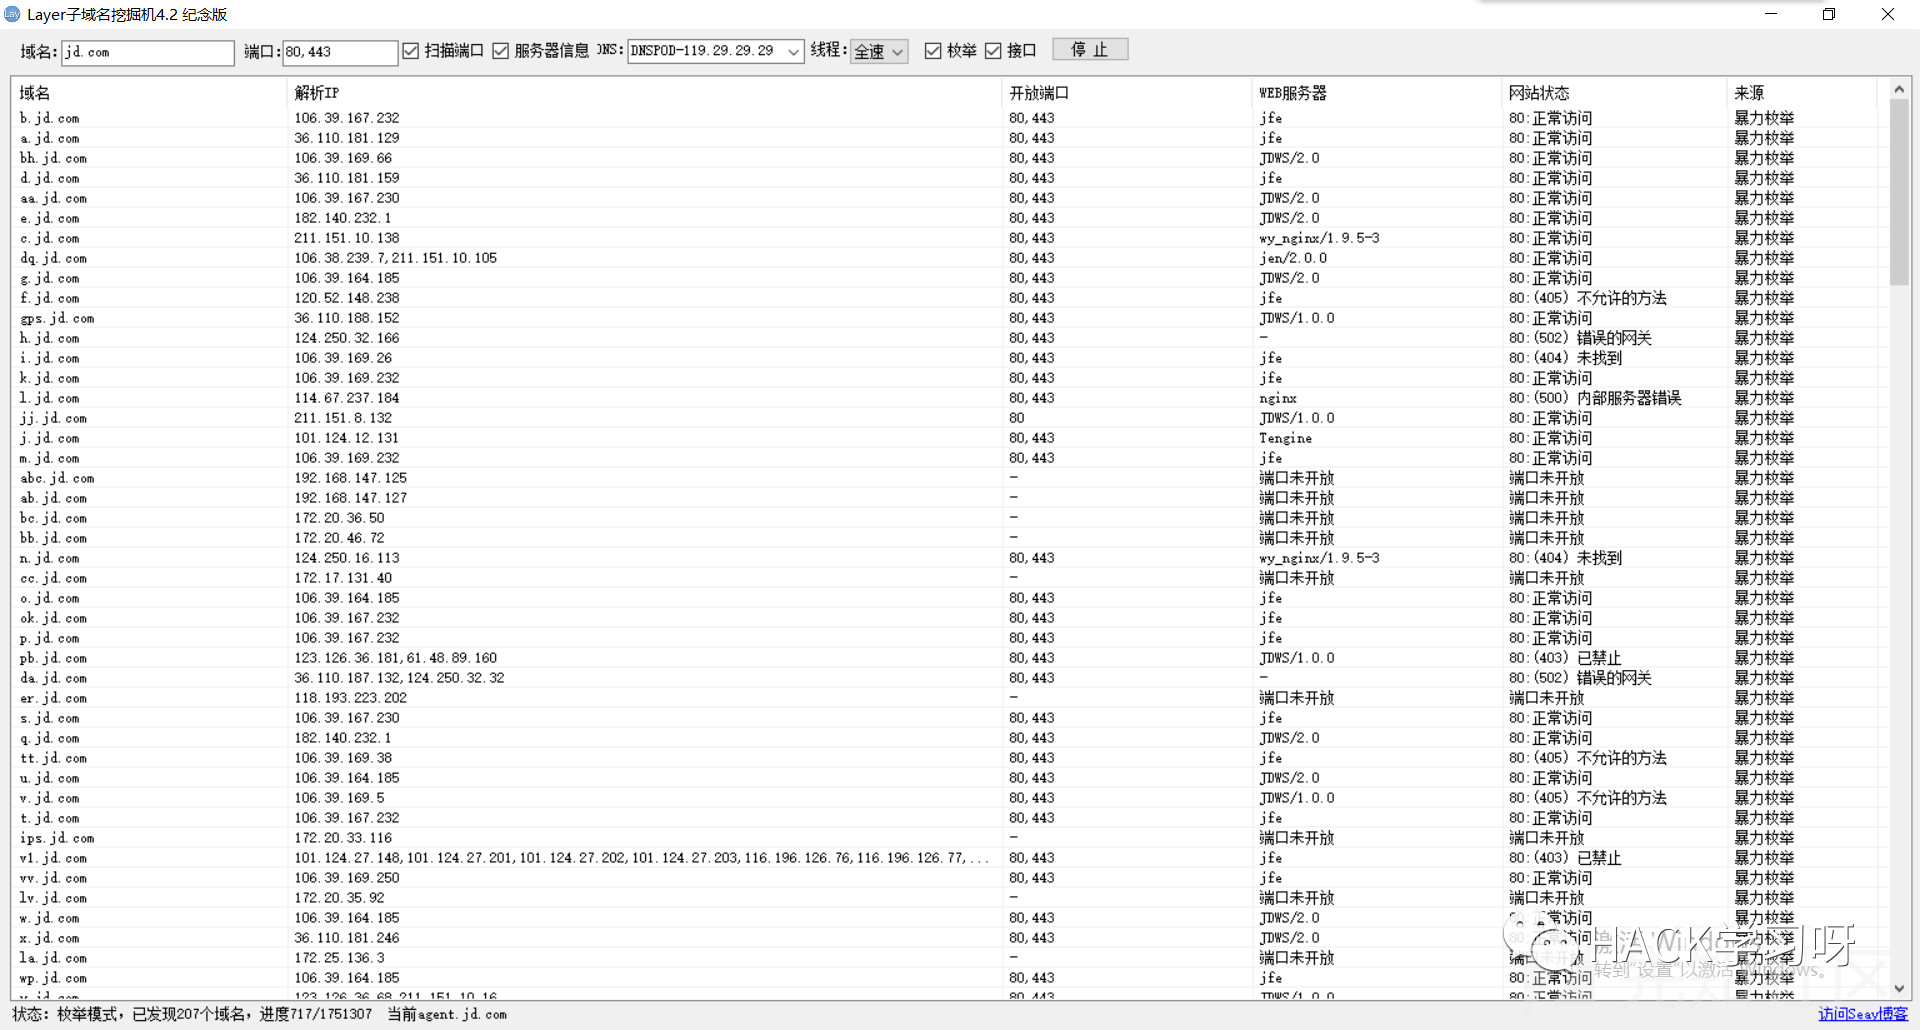 Layer子域名挖掘机4.2 纪念版
域名: jd.com 端口: 80,443 扫描端口 服务器信息 DNS: DNSPOD-119.29.29.29 线程: 全速 枚举 接口 停 止
域名 解析IP 开放端口 WEB服务器 网站状态 来源
b.jd.com 106.39.167.232 80,443 jfe 80:正常访问 暴力枚举
a.jd.com 36.110.181.129 80,443 jfe 80:正常访问 暴力枚举
bh.jd.com 106.39.169.66 80,443 JDWS/2.0 80:正常访问 暴力枚举
d.jd.com 36.110.181.159 80,443 jfe 80:正常访问 暴力枚举
aa.jd.com 106.39.167.230 80,443 JDWS/2.0 80:正常访问 暴力枚举
e.jd.com 182.140.232.1 80,443 JDWS/2.0 80:正常访问 暴力枚举
c.jd.com 211.151.10.138 80,443 wy_nginx/1.9.5-3 80:正常访问 暴力枚举
dq.jd.com 106.38.239.7,211.151.10.105 80,443 jen/2.0.0 80:正常访问 暴力枚举
g.jd.com 106.39.164.185 80,443 JDWS/2.0 80:正常访问 暴力枚举
f.jd.com 120.52.148.238 80,443 jfe 80:(405) 不允许的方法 暴力枚举
gps.jd.com 36.110.188.152 80,443 JDWS/1.0.0 80:正常访问 暴力枚举
h.jd.com 124.250.32.166 80,443 - 80:(502) 错误的网关 暴力枚举
i.jd.com 106.39.169.26 80,443 jfe 80:(404) 未找到 暴力枚举
k.jd.com 106.39.169.232 80,443 jfe 80:正常访问 暴力枚举
l.jd.com 114.67.237.184 80,443 nginx 80:(500) 内部服务器错误 暴力枚举
jj.jd.com 211.151.8.132 80 JDWS/1.0.0 80:正常访问 暴力枚举
j.jd.com 101.124.12.131 80,443 Tengine 80:正常访问 暴力枚举
m.jd.com 106.39.169.232 80,443 jfe 80:正常访问 暴力枚举
abc.jd.com 192.168.147.125 - 端口未开放 端口未开放 暴力枚举
ab.jd.com 192.168.147.127 - 端口未开放 端口未开放 暴力枚举
bc.jd.com 172.20.36.50 - 端口未开放 端口未开放 暴力枚举
bb.jd.com 172.20.46.72 - 端口未开放 端口未开放 暴力枚举
n.jd.com 124.250.16.113 80,443 wy_nginx/1.9.5-3 80:(404) 未找到 暴力枚举
cc.jd.com 172.17.131.40 - 端口未开放 端口未开放 暴力枚举
o.jd.com 106.39.164.185 80,443 jfe 80:正常访问 暴力枚举
ok.jd.com 106.39.167.232 80,443 jfe 80:正常访问 暴力枚举
p.jd.com 106.39.167.232 80,443 jfe 80:正常访问 暴力枚举
pb.jd.com 123.126.36.181,61.48.89.160 80,443 JDWS/1.0.0 80:(403) 已禁止 暴力枚举
da.jd.com 36.110.187.132,124.250.32.32 80,443 - 80:(502) 错误的网关 暴力枚举
er.jd.com 118.193.223.202 - 端口未开放 端口未开放 暴力枚举
s.jd.com 106.39.167.230 80,443 jfe 80:正常访问 暴力枚举
q.jd.com 182.140.232.1 80,443 JDWS/2.0 80:正常访问 暴力枚举
tt.jd.com 106.39.169.38 80,443 jfe 80:(405) 不允许的方法 暴力枚举
u.jd.com 106.39.164.185 80,443 JDWS/2.0 80:正常访问 暴力枚举
v.jd.com 106.39.169.5 80,443 JDWS/1.0.0 80:(405) 不允许的方法 暴力枚举
t.jd.com 106.39.167.232 80,443 jfe 80:正常访问 暴力枚举
ips.jd.com 172.20.33.116 - 端口未开放 端口未开放 暴力枚举
v1.jd.com 101.124.27.148,101.124.27.201,101.124.27.202,101.124.27.203,116.196.126.76,116.196.126.77,... 80,443 jfe 80:(403) 已禁止 暴力枚举
vv.jd.com 106.39.169.250 80,443 jfe 80:正常访问 暴力枚举
lv.jd.com 172.20.35.92 - 端口未开放 端口未开放 暴力枚举
w.jd.com 106.39.164.185 80,443 JDWS/2.0 80:正常访问 暴力枚举
x.jd.com 36.110.181.246 80,443 JDWS/2.0 80:正常访问 暴力枚举
la.jd.com 172.25.136.3 - 端口未开放 端口未开放 暴力枚举
wp.jd.com 106.39.164.185 80,443 jfe 80:正常访问 暴力枚举
123.126.36.68,211.151.10.16 80,443 JDWS/1.0.0 80:正常访问 暴力枚举
HACK学习呀
激活 Windows
转到"设置"以激活 Windows。
状态: 枚举模式, 已发现207个域名, 进度717/1751307 当前agent.jd.com 访问Seay博客